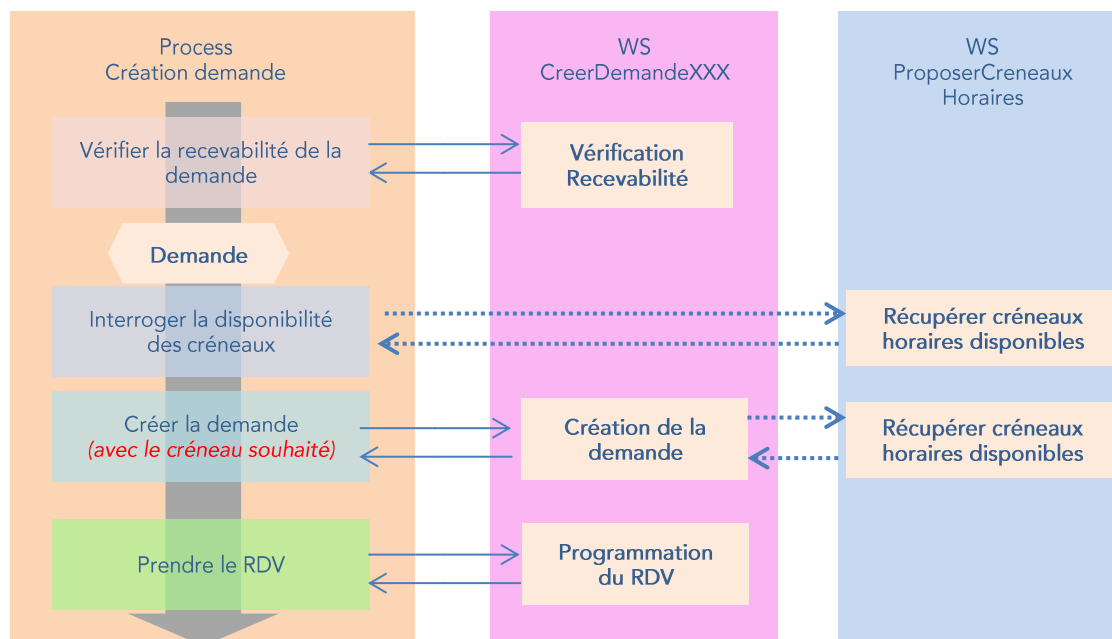 Process
Création demande
WS
CreerDemandeXXX
WS
ProposerCreneaux
Horaires
Vérifier la recevabilité de la
demande
Vérification
Recevabilité
Demande
Interroger la disponibilité
des créneaux
Récupérer créneaux
horaires disponibles
Créer la demande
(avec le créneau souhaité)
Création de la
demande
Récupérer créneaux
horaires disponibles
Prendre le RDV
Programmation
du RDV